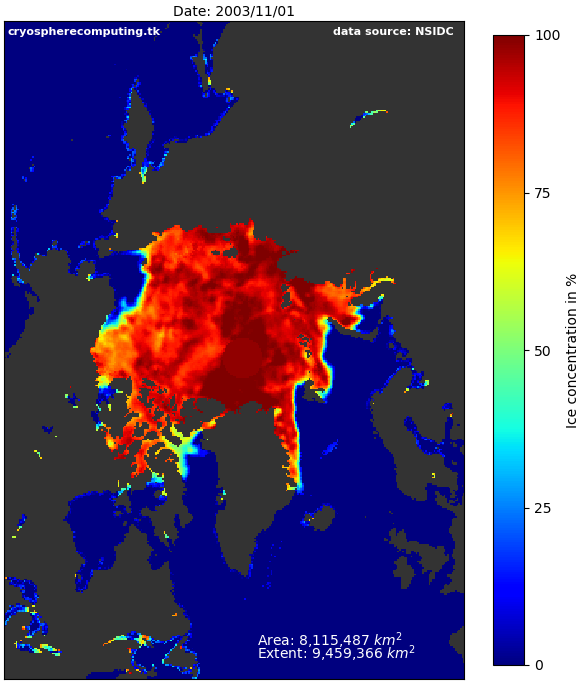 Date: 2003/11/01
cryospherecomputing.tk
data source: NSIDC
100
75
50
25
0
Ice concentration in %
Area: 8,115,487 km²
Extent: 9,459,366 km²